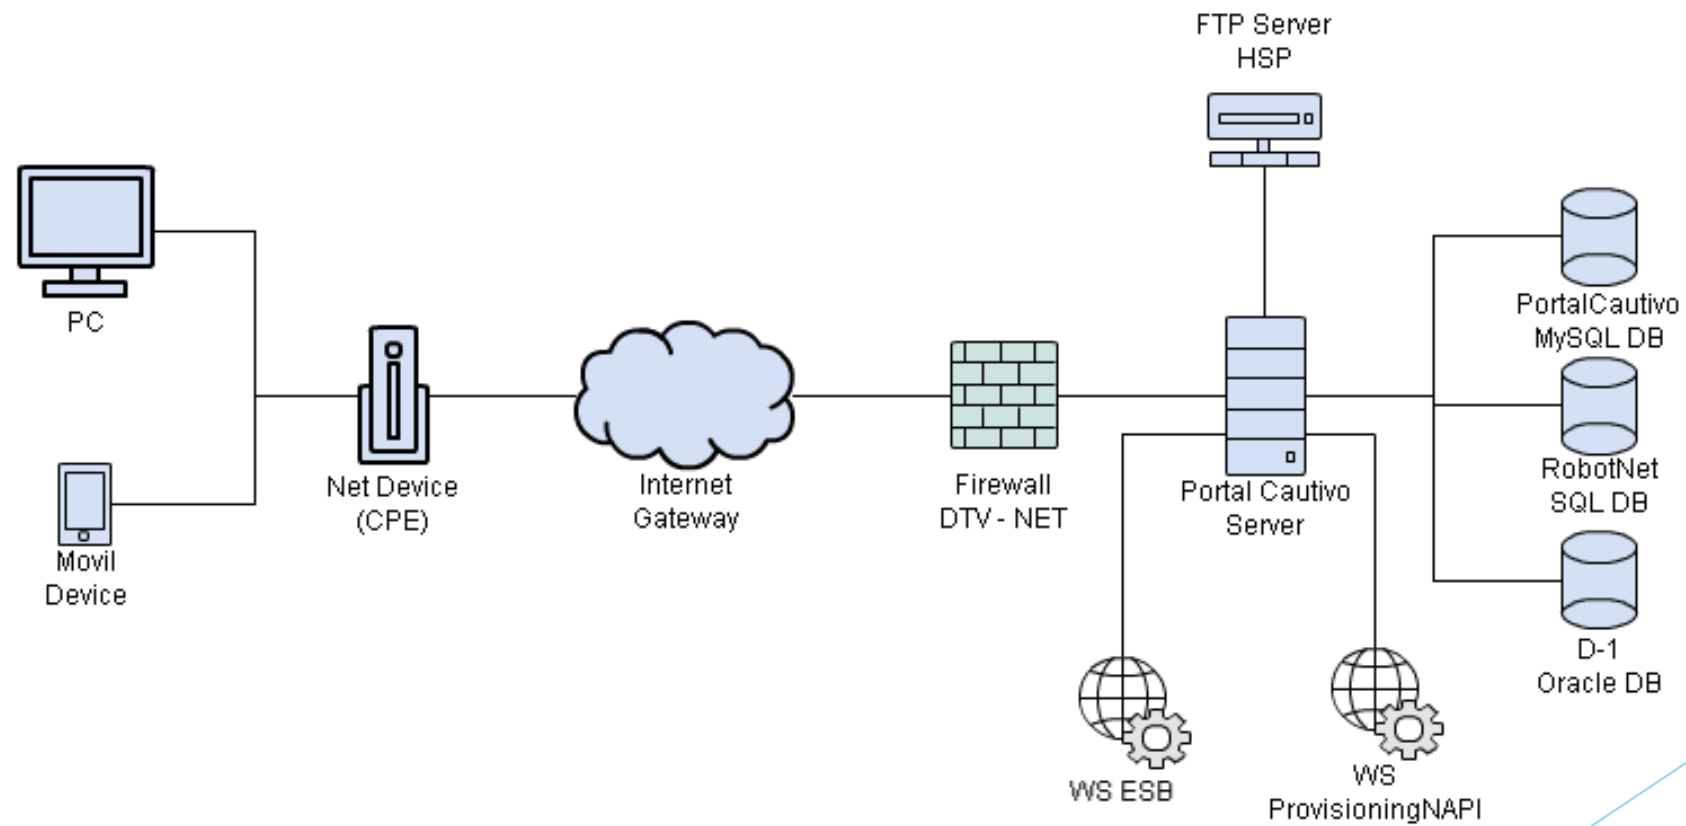 FTP Server
HSP
PC
Movil
Device
Net Device
(CPE)
Internet
Gateway
Firewall
DTV - NET
Portal Cautivo
Server
PortalCautivo
MySQL DB
RobotNet
SQL DB
D-1
Oracle DB
WS ESB
WS
ProvisioningNAPI